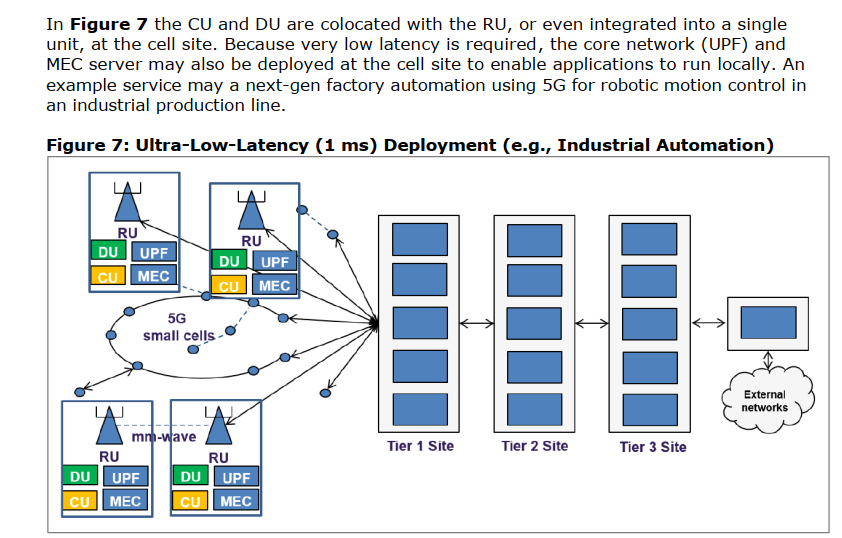 In Figure 7 the CU and DU are colocated with the RU, or even integrated into a single
unit, at the cell site. Because very low latency is required, the core network (UPF) and
MEC server may also be deployed at the cell site to enable applications to run locally. An
example service may a next-gen factory automation using 5G for robotic motion control in
an industrial production line.
Figure 7: Ultra-Low-Latency (1 ms) Deployment (e.g., Industrial Automation)
RU
DU UPF
CU MEC
RU
DU UPF
CU MEC
5G
small cells
mm-wave
RU
DU UPF
CU MEC
RU
DU UPF
CU MEC
Tier 1 Site
Tier 2 Site
Tier 3 Site
External
networks